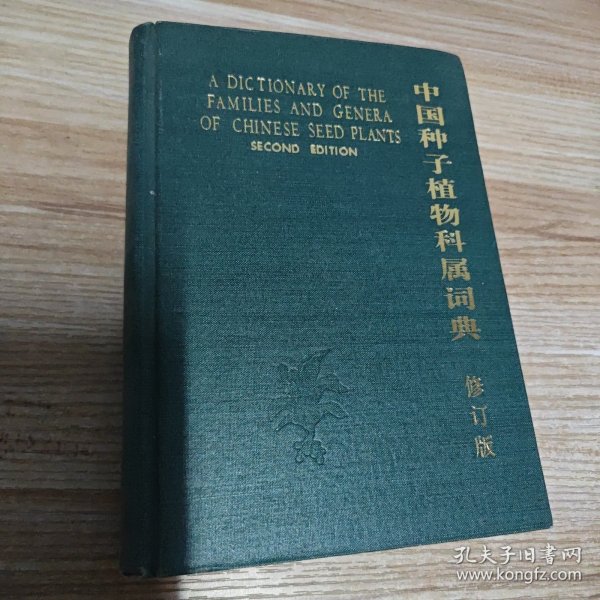 A DICTIONARY OF THE
FAMILIES AND GENERA
OF CHINESE SEED PLANTS
SECOND EDITION
中国种子植物科属词典
修订版
孔夫子旧书网
www.kongfz.com